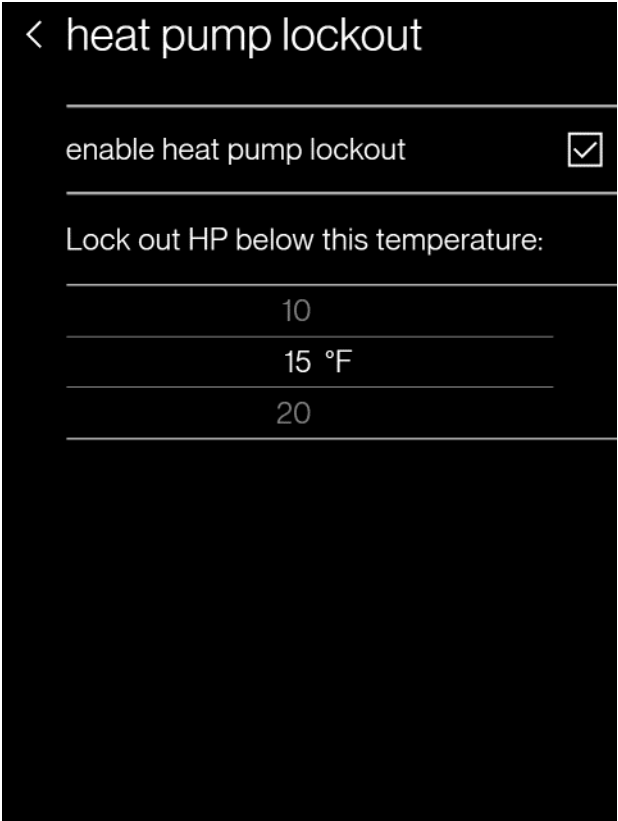 heat pump lockout
enable heat pump lockout
Lock out HP below this temperature:
10
15 °F
20